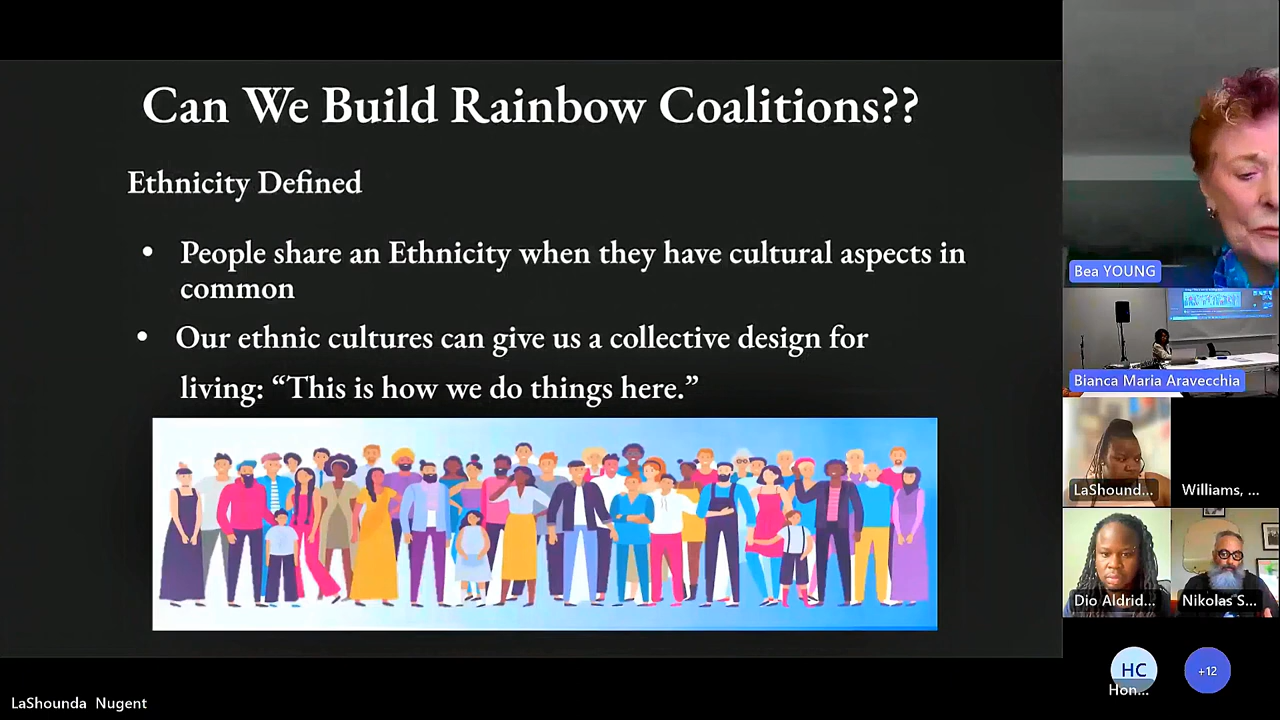 Can We Build Rainbow Coalitions??
Ethnicity Defined
• People share an Ethnicity when they have cultural aspects in
common
• Our ethnic cultures can give us a collective design for
living: “This is how we do things here.”
Bea YOUNG
Bianca Maria Aravecchia
LaShound...
Williams, ...
Dio Aldrid...
Nikolas S...
HC
Hon...
+12
LaShounda Nugent